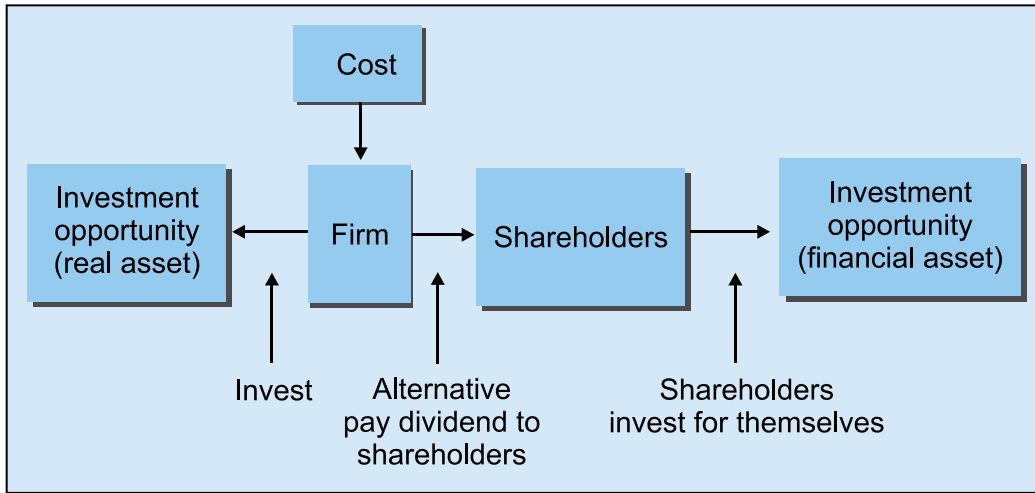 Cost
Investment
opportunity
(real asset)
Firm
Shareholders
Investment
opportunity
(financial asset)
Invest
Alternative
pay dividend to
shareholders
Shareholders
invest for themselves